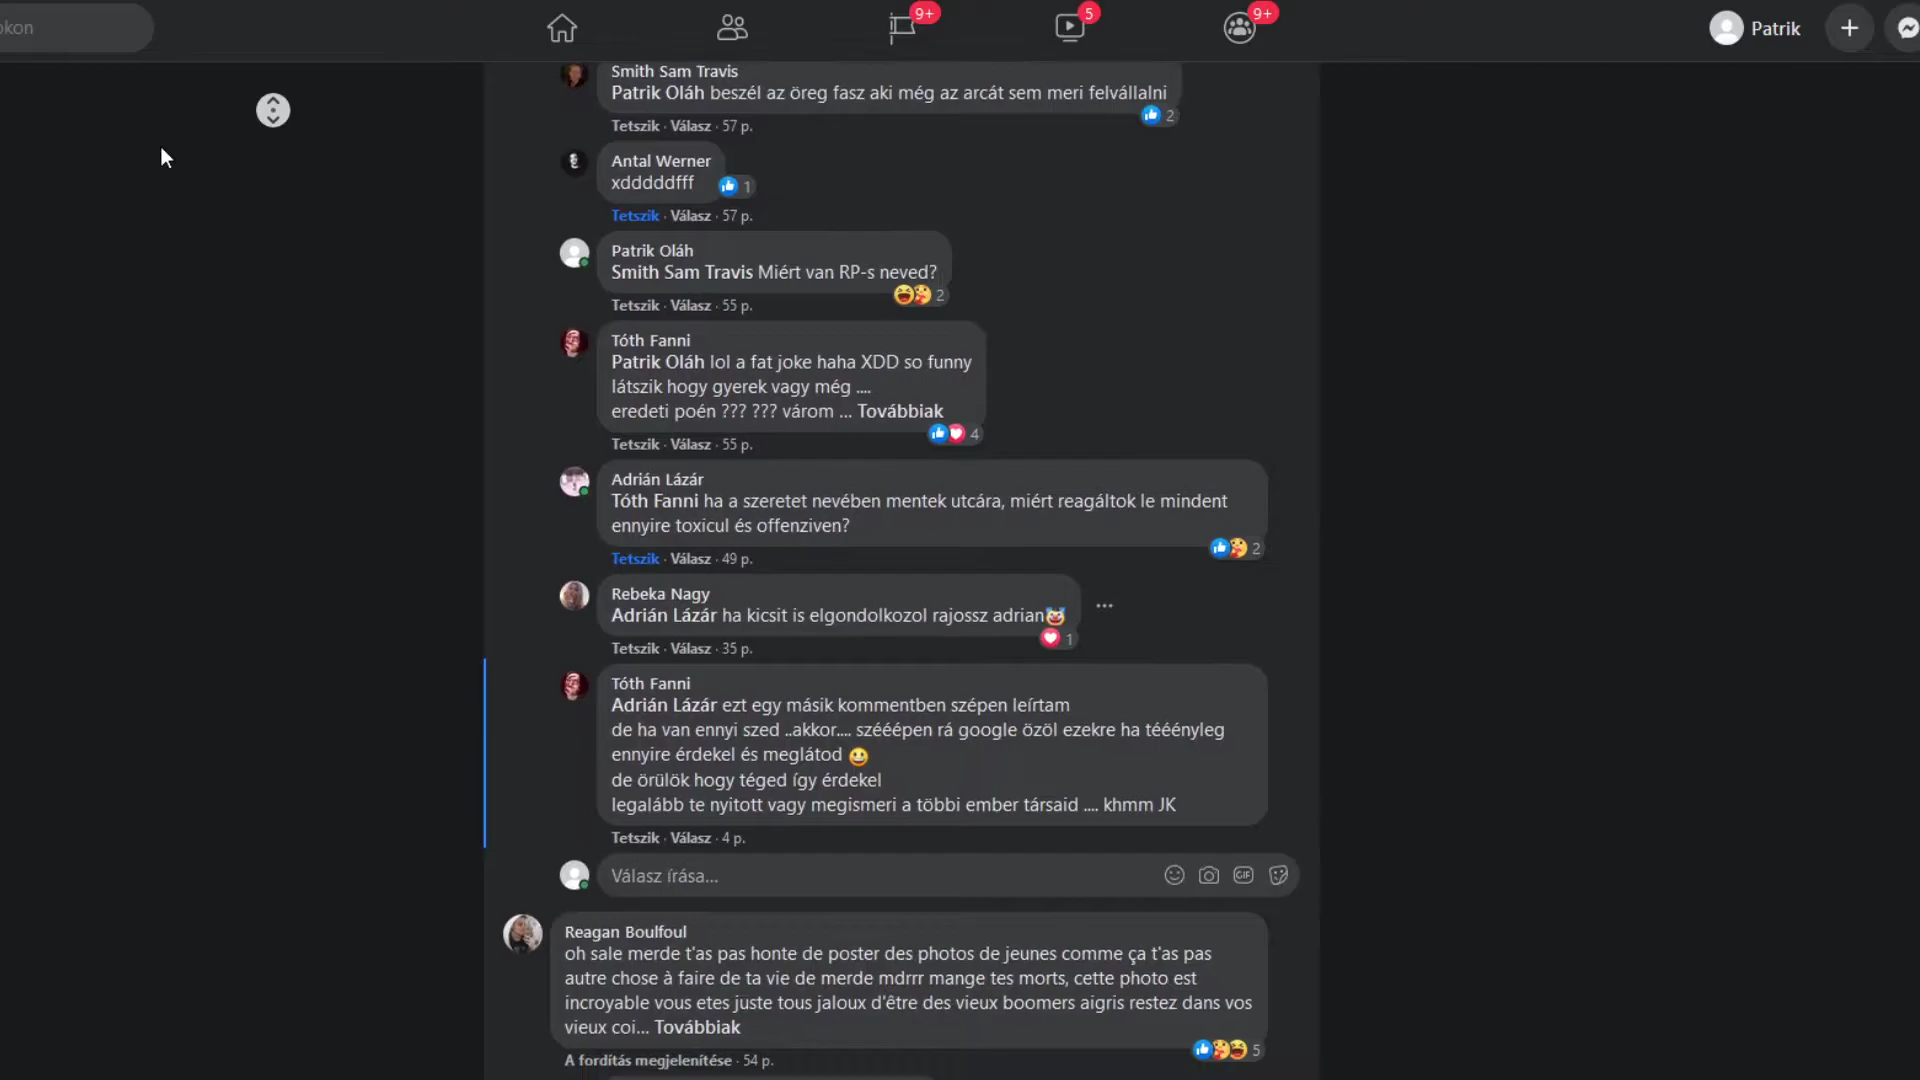 okon
9+
5
9+
Patrik
Smith Sam Travis
Patrik Oláh beszél az öreg fasz aki még az arcát sem meri felvállalni
2
Tetszik · Válasz · 57 p.
Antal Werner
xdddddfff
1
Tetszik · Válasz · 57 p.
Patrik Oláh
Smith Sam Travis Miért van RP-s neved?
2
Tetszik · Válasz · 55 p.
Tóth Fanni
Patrik Oláh lol a fat joke haha XDD so funny
látszik hogy gyerek vagy még ....
eredeti poén ??? ??? várom ... Továbbiak
4
Tetszik · Válasz · 55 p.
Adrián Lázár
Tóth Fanni ha a szeretet nevében mentek utcára, miért reagáltok le mindent
ennyire toxicul és offenziven?
2
Tetszik · Válasz · 49 p.
Rebeka Nagy
Adrián Lázár ha kicsit is elgondolkozol rajossz adrian🤡
1
Tetszik · Válasz · 35 p.
Tóth Fanni
Adrián Lázár ezt egy másik kommentben szépen leírtam
de ha van ennyi szed ..akkor.... szééépen rá google özöl ezekre ha tééényleg
ennyire érdekel és meglátod 😀
de örülök hogy téged így érdekel
legalább te nyitott vagy megismeri a többi ember társaid .... khmm JK
Tetszik · Válasz · 4 p.
Válasz írása...
GIF
Reagan Boulfoul
oh sale merde t'as pas honte de poster des photos de jeunes comme ça t'as pas
autre chose à faire de ta vie de merde mdrrr mange tes morts, cette photo est
incroyable vous etes juste tous jaloux d'être des vieux boomers aigris restez dans vos
vieux coi... Továbbiak
5
A fordítás megjelenítése · 54 p.